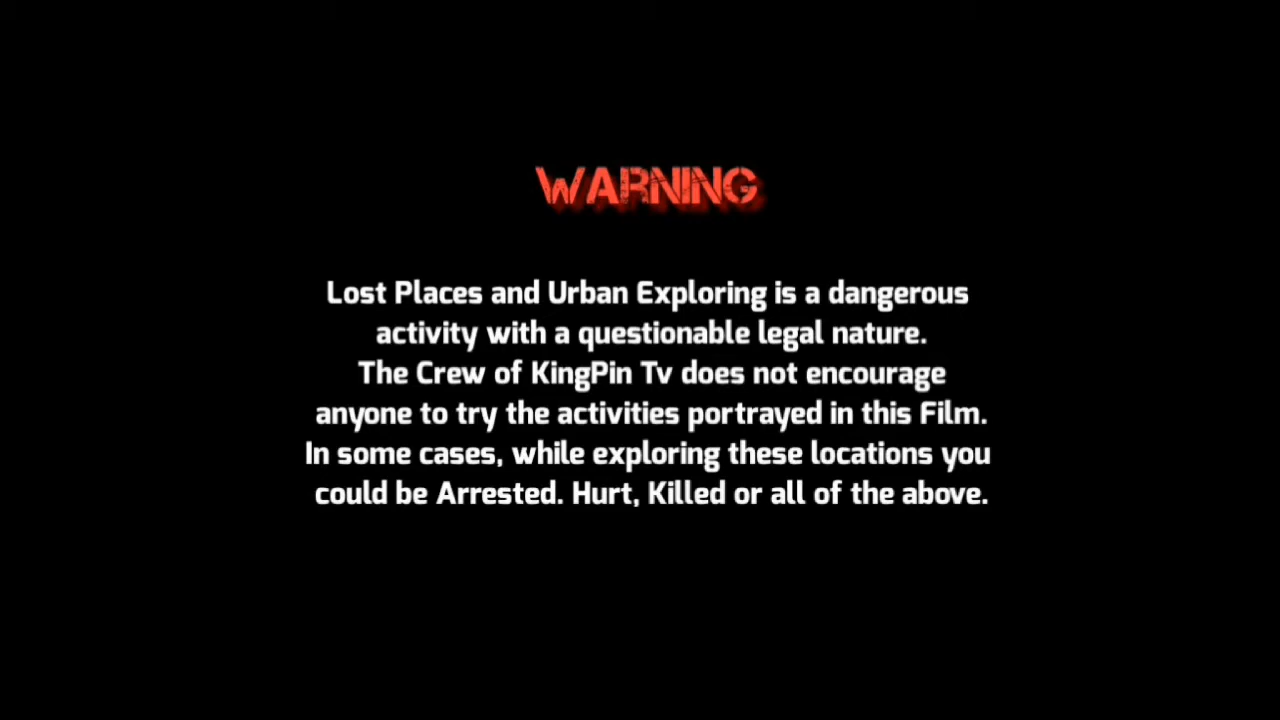 WARNING
Lost Places and Urban Exploring is a dangerous
activity with a questionable legal nature.
The Crew of KingPin Tv does not encourage
anyone to try the activities portrayed in this Film.
In some cases, while exploring these locations you
could be Arrested. Hurt, Killed or all of the above.